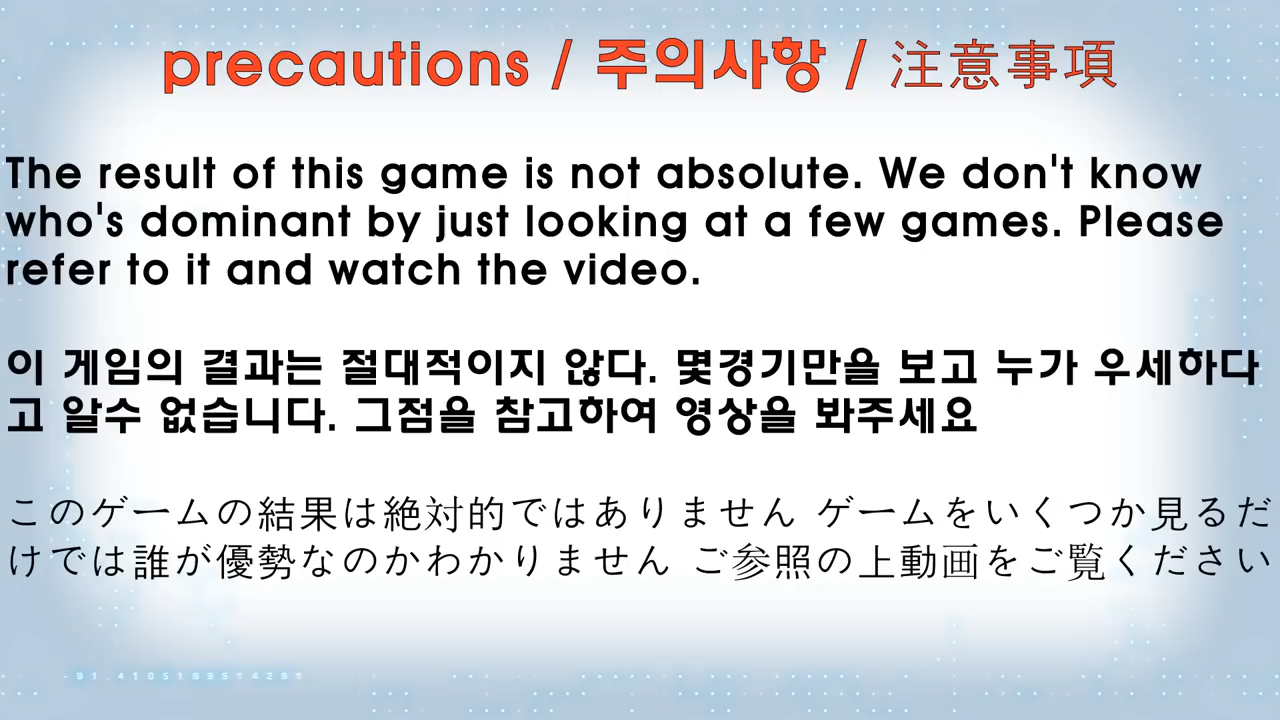 precautions / 주의사항 / 注意事項
The result of this game is not absolute. We don't know
who's dominant by just looking at a few games. Please
refer to it and watch the video.
이 게임의 결과는 절대적이지 않다. 몇경기만을 보고 누가 우세하다
고 알수 없습니다. 그점을 참고하여 영상을 봐주세요
このゲームの結果は絶対的ではありません ゲームをいくつか見るだ
けでは誰が優勢なのかわかりません ご参照の上動画をご覧ください